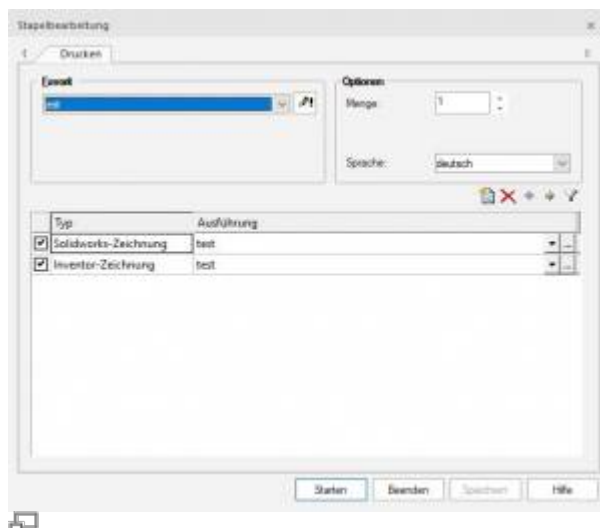 Stapelbearbeitung
Drucken
Favorit
Optionen
Menge: 1
Sprache: deutsch
Typ Ausführung
Solidworks-Zeichnung test
Inventor-Zeichnung test
Starten Beenden Speichern Hilfe